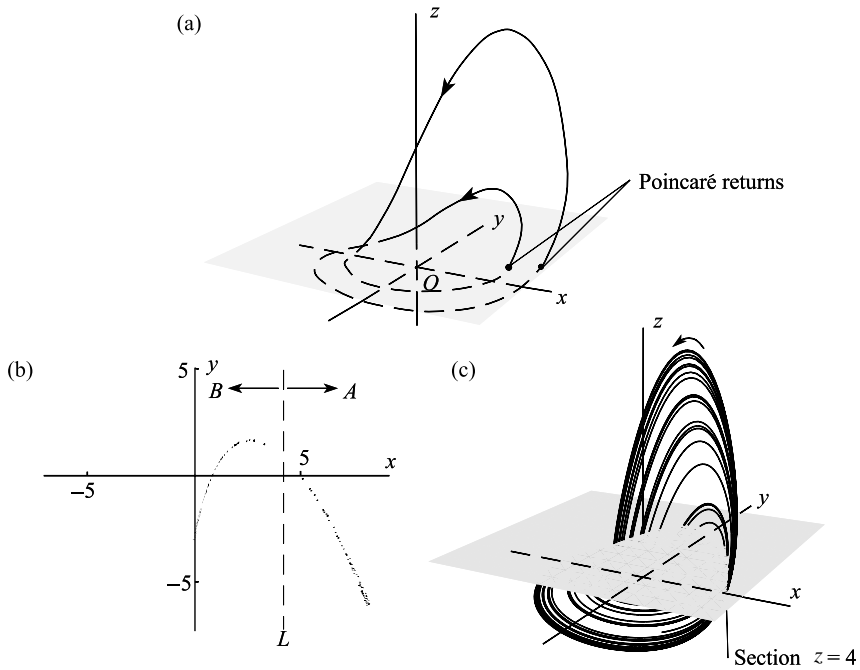 (a)
z
Poincaré returns
y
O
x
(b)
5
y
B
A
5
x
−5
−5
L
(c)
z
y
x
Section z = 4